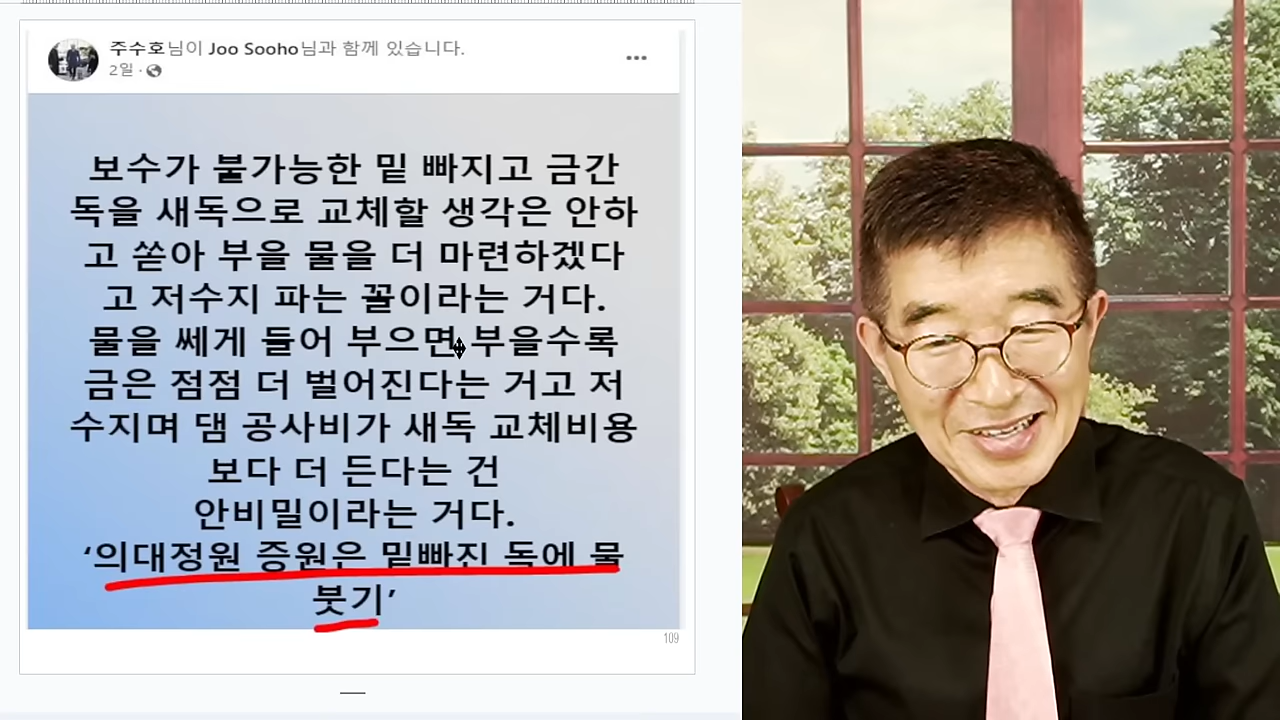 주수호님이 Joo Sooho님과 함께 있습니다.
2일 ·
보수가 불가능한 밑 빠지고 금간
독을 새독으로 교체할 생각은 안하
고 쏟아 부을 물을 더 마련하겠다
고 저수지 파는 꼴이라는 거다.
물을 쎄게 들어 부으면 부을수록
금은 점점 더 벌어진다는 거고 저
수지며 댐 공사비가 새독 교체비용
보다 더 든다는 건
안비밀이라는 거다.
‘의대정원 증원은 밑빠진 독에 물
붓기’
109